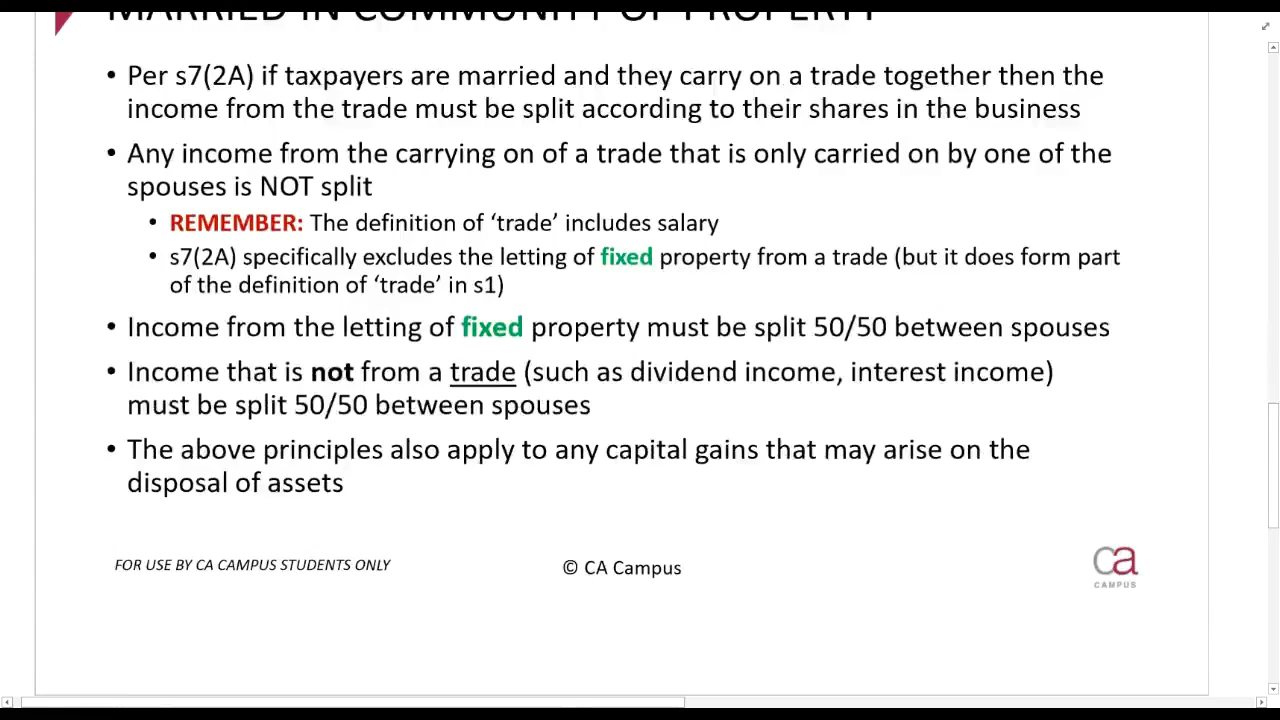 MARRIED IN COMMUNITY OF PROPERTY
• Per s7(2A) if taxpayers are married and they carry on a trade together then the
income from the trade must be split according to their shares in the business
• Any income from the carrying on of a trade that is only carried on by one of the
spouses is NOT split
• REMEMBER: The definition of ‘trade’ includes salary
• s7(2A) specifically excludes the letting of fixed property from a trade (but it does form part
of the definition of ‘trade’ in s1)
• Income from the letting of fixed property must be split 50/50 between spouses
• Income that is not from a trade (such as dividend income, interest income)
must be split 50/50 between spouses
• The above principles also apply to any capital gains that may arise on the
disposal of assets
FOR USE BY CA CAMPUS STUDENTS ONLY
© CA Campus
ca
CAMPUS